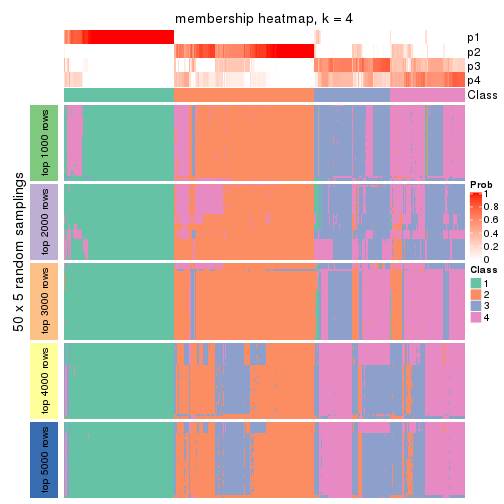 membership heatmap, k = 4
p1
p2
p3
p4
Class
50 x 5 random samplings
top 1000 rows
top 2000 rows
top 3000 rows
top 4000 rows
top 5000 rows
Prob
1
0.8
0.6
0.4
0.2
0
Class
1
2
3
4